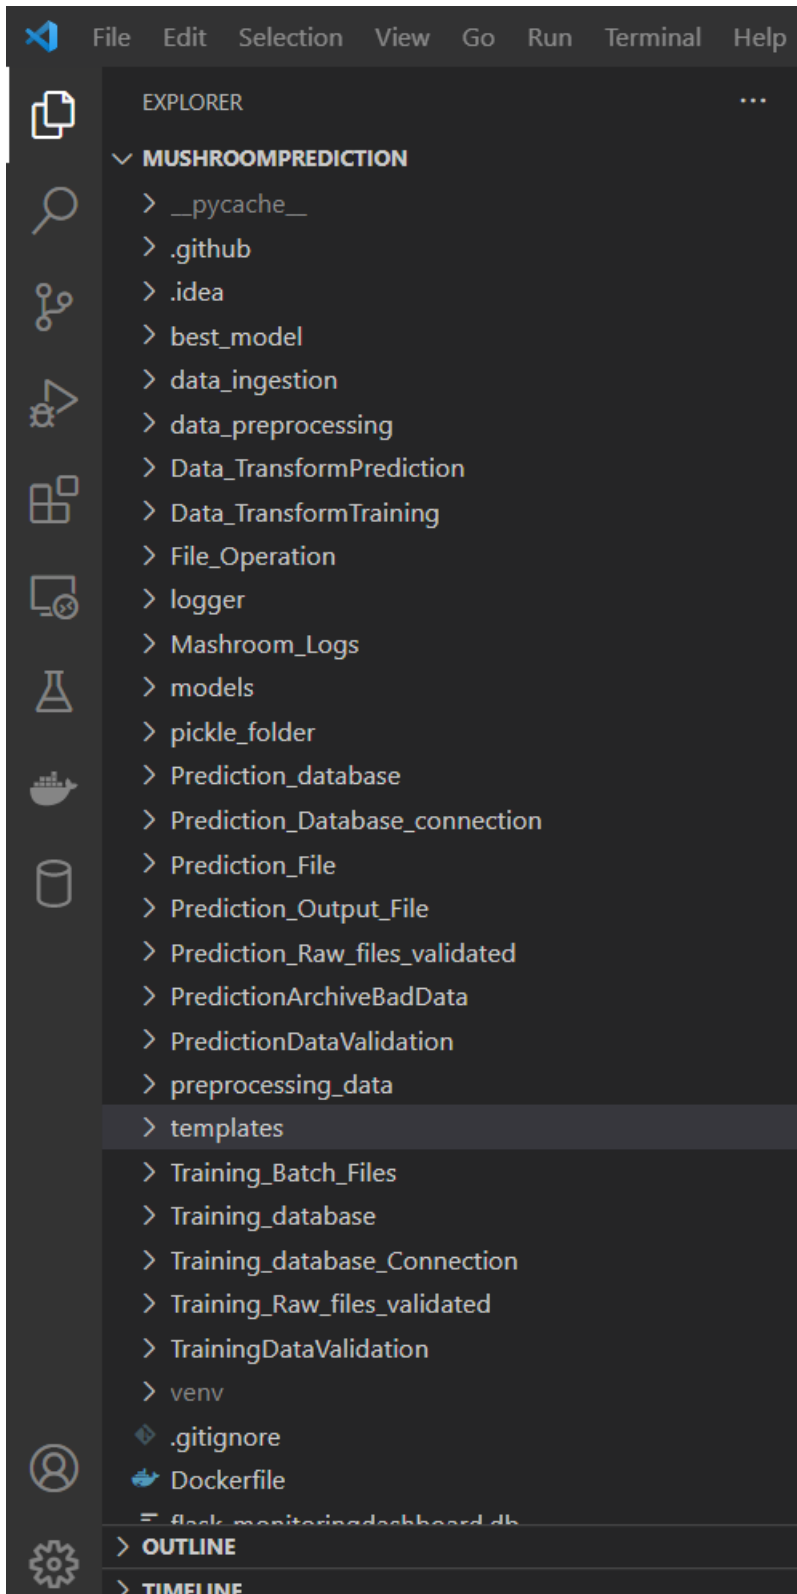 File Edit Selection View Go Run Terminal Help
EXPLORER
MUSHROOMPREDICTION
__pycache__
.github
.idea
best_model
data_ingestion
data_preprocessing
Data_TransformPrediction
Data_TransformTraining
File_Operation
logger
Mashroom_Logs
models
pickle_folder
Prediction_database
Prediction_Database_connection
Prediction_File
Prediction_Output_File
Prediction_Raw_files_validated
PredictionArchiveBadData
PredictionDataValidation
preprocessing_data
templates
Training_Batch_Files
Training_database
Training_database_Connection
Training_Raw_files_validated
TrainingDataValidation
venv
.gitignore
Dockerfile
flask_monitoringdashboard.db
OUTLINE
TIMELINE